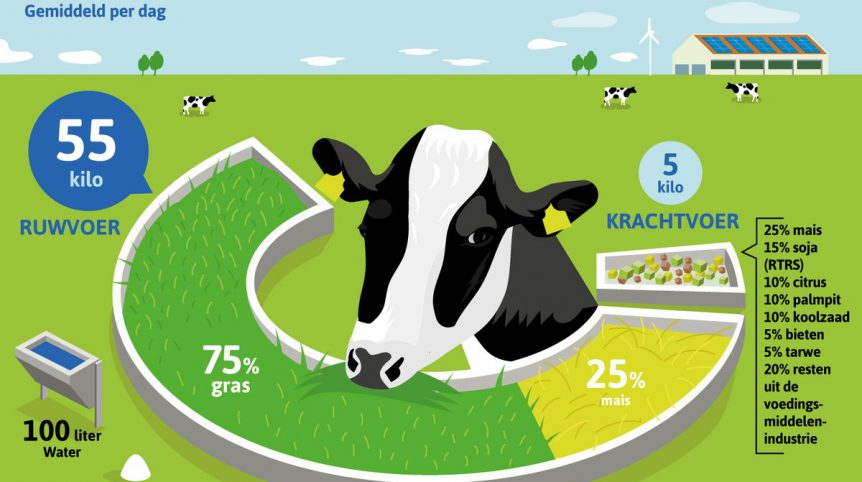 Gemiddeld per dag
55
kilo
RUWVOER
5
kilo
KRACHTVOER
25% mais
15% soja
(RTRS)
10% citrus
10% palmpit
10% koolzaad
5% bieten
5% tarwe
20% resten
uit de
voedings-
middelen-
industrie
75%
gras
25%
mais
100 liter
Water